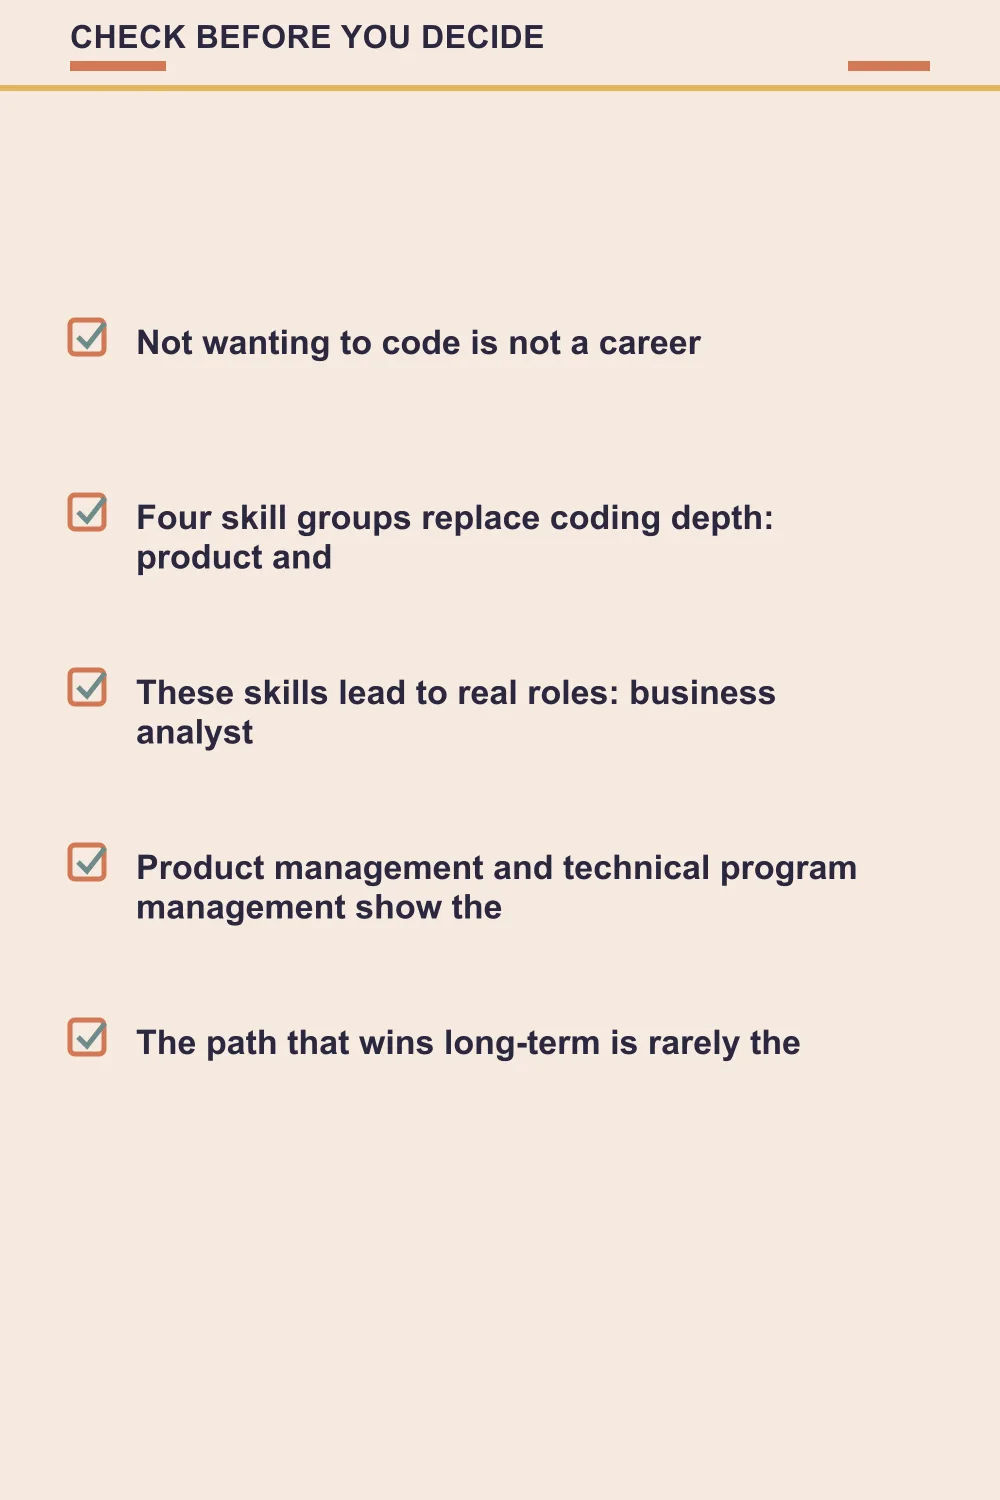 CHECK BEFORE YOU DECIDE
Not wanting to code is not a career
Four skill groups replace coding depth:
product and
These skills lead to real roles: business
analyst
Product management and technical program
management show the
The path that wins long-term is rarely the